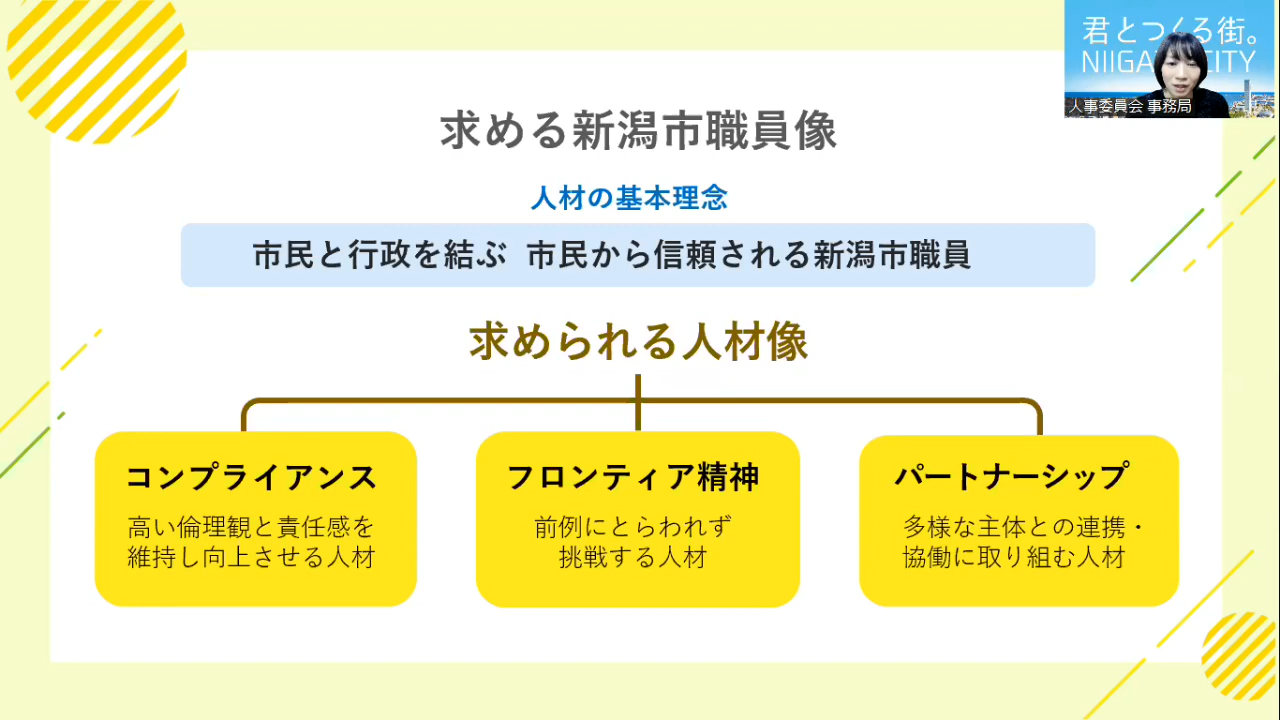 君とつくる街。
NIIGATA CITY
人事委員会 事務局
求める新潟市職員像
人材の基本理念
市民と行政を結ぶ 市民から信頼される新潟市職員
求められる人材像
コンプライアンス
高い倫理観と責任感を
維持し向上させる人材
フロンティア精神
前例にとらわれず
挑戦する人材
パートナーシップ
多様な主体との連携・
協働に取り組む人材